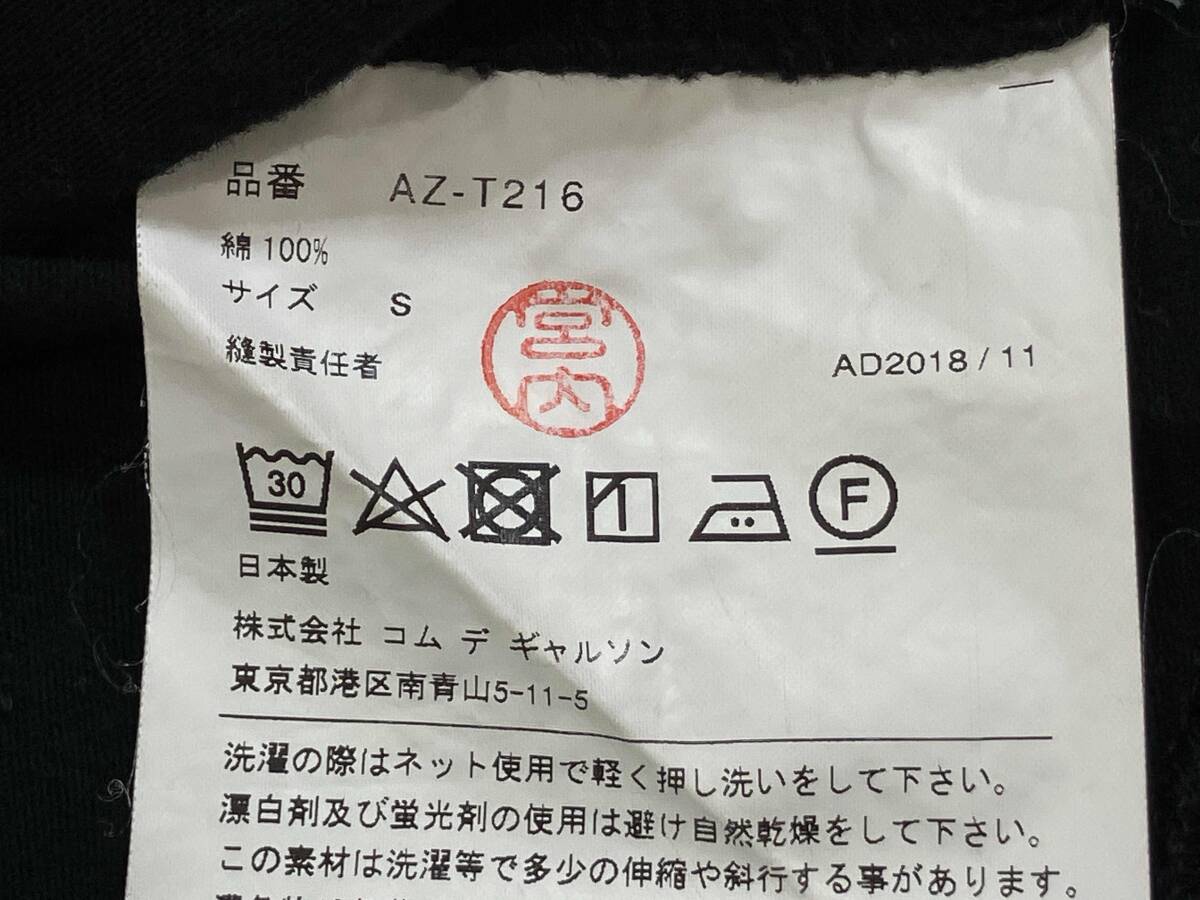 品番 AZ-T216
綿 100%
サイズ S
縫製責任者 堂内
AD2018/11
30
F
日本製
株式会社 コム デ ギャルソン
東京都港区南青山5-11-5
洗濯の際はネット使用で軽く押し洗いをして下さい。
漂白剤及び蛍光剤の使用は避け自然乾燥をして下さい。
この素材は洗濯等で多少の伸縮や斜行する事があります。